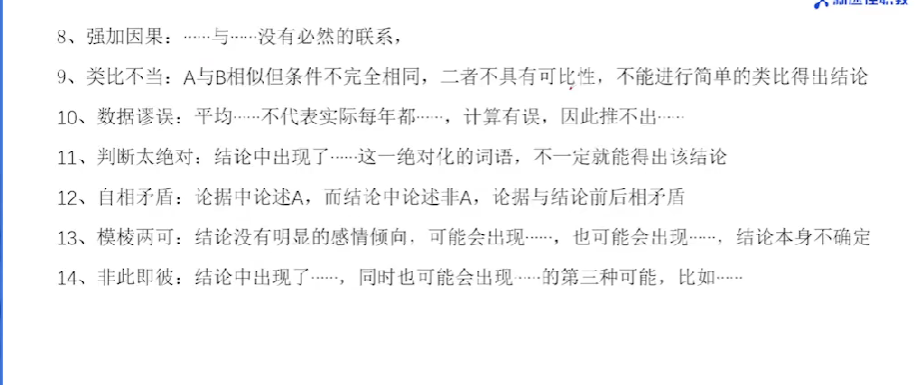 8、强加因果：……与……没有必然的联系，
9、类比不当：A与B相似但条件不完全相同，二者不具有可比性，不能进行简单的类比得出结论
10、数据谬误：平均……不代表实际每年都……，计算有误，因此推不出……
11、判断太绝对：结论中出现了……这一绝对化的词语，不一定就能得出该结论
12、自相矛盾：论据中论述A，而结论中论述非A，论据与结论前后相矛盾
13、模棱两可：结论没有明显的感情倾向，可能会出现……，也可能会出现……，结论本身不确定
14、非此即彼：结论中出现了……，同时也可能会出现……的第三种可能，比如……